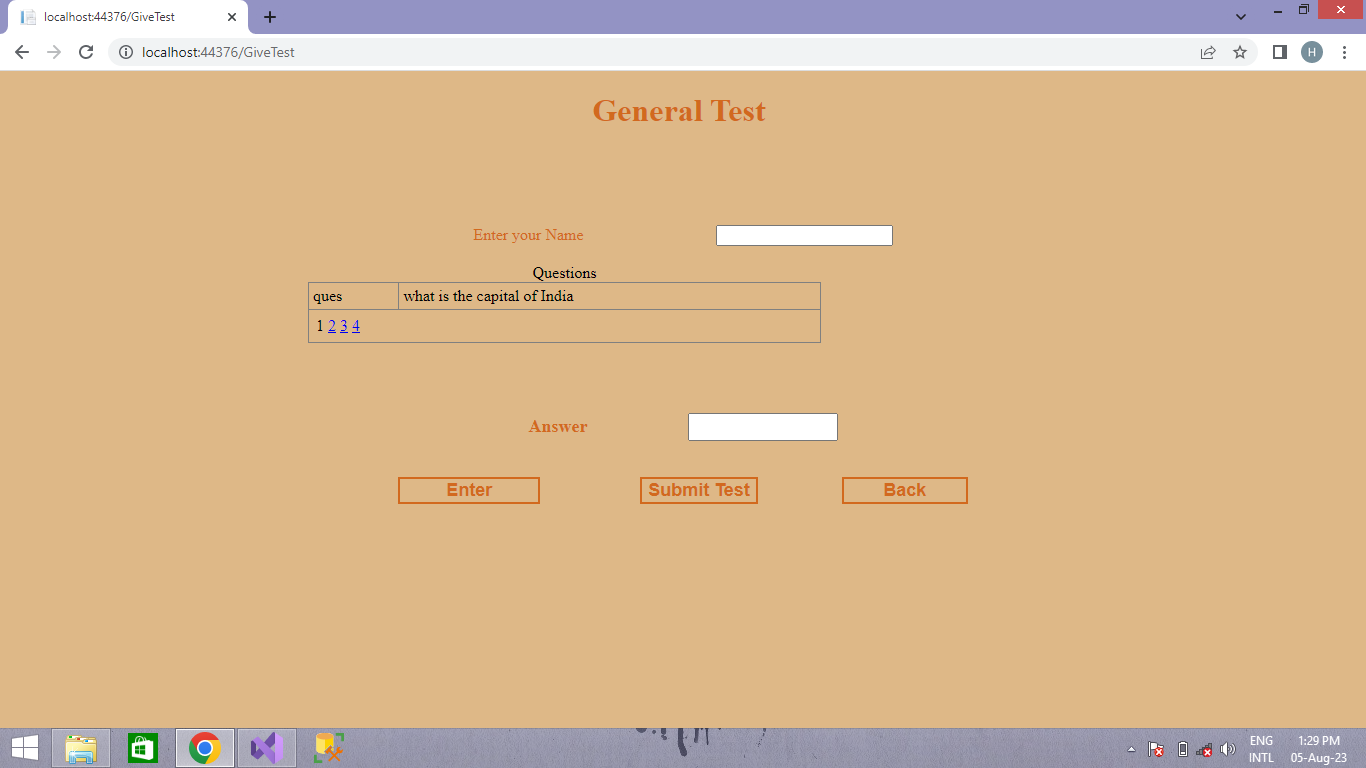 localhost:44376/GiveTest
localhost:44376/GiveTest
H
General Test
Enter your Name
Questions
ques what is the capital of India
1 2 3 4
Answer
Enter Submit Test Back
ENG 1:29 PM
INTL 05-Aug-23